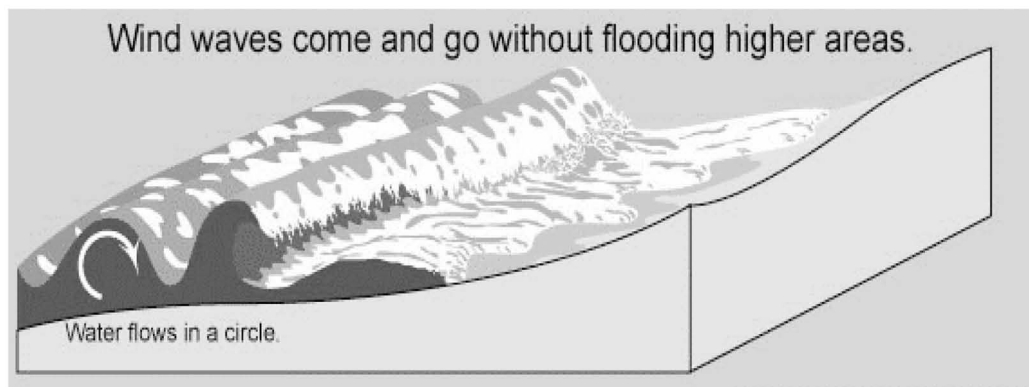 Wind waves come and go without flooding higher areas.
Water flows in a circle.